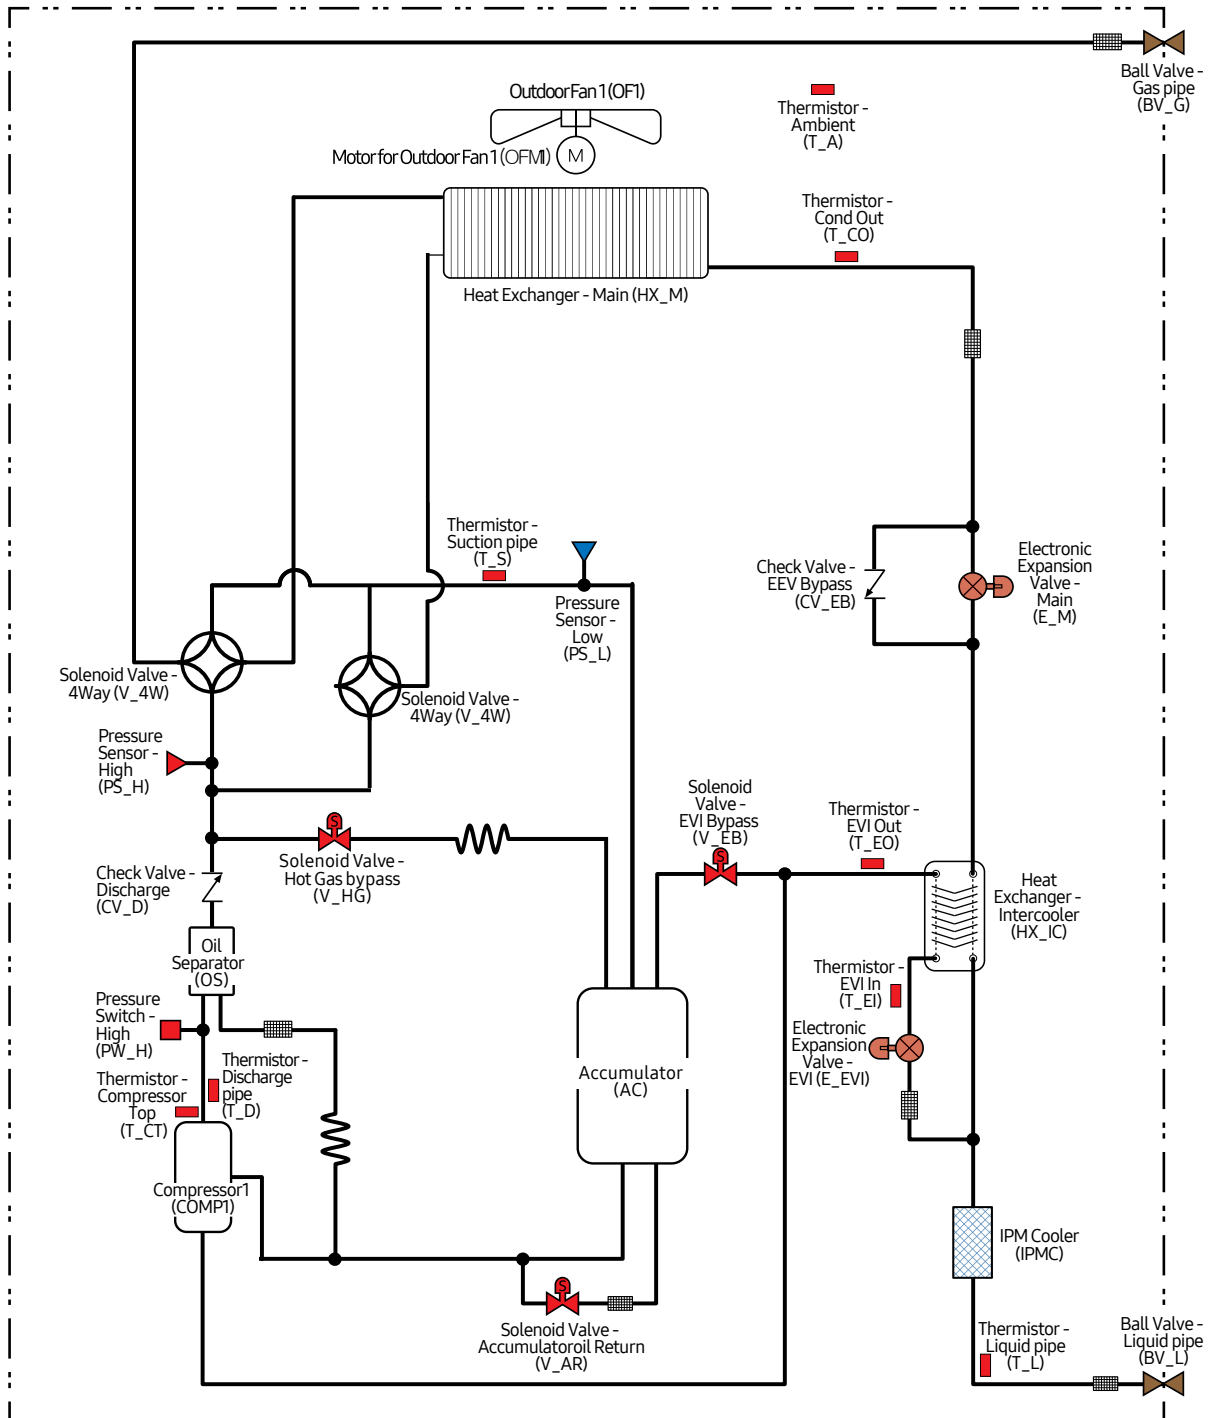 Ball Valve -
Gas pipe
(BV_G)
OutdoorFan 1 (OF1)
Thermistor -
Ambient
(T_A)
Motor for Outdoor Fan 1 (OFM1)
M
Thermistor -
Cond Out
(T_CO)
Heat Exchanger - Main (HX_M)
Thermistor -
Suction pipe
(T_S)
Pressure
Sensor -
Low
(PS_L)
Check Valve -
EEV Bypass
(CV_EB)
Electronic
Expansion
Valve -
Main
(E_M)
Solenoid Valve -
4Way (V_4W)
Solenoid Valve -
4Way (V_4W)
Pressure
Sensor -
High
(PS_H)
S
Solenoid Valve -
Hot Gas bypass
(V_HG)
Solenoid
Valve -
EVI Bypass
(V_EB)
S
Thermistor -
EVI Out
(T_EO)
Check Valve -
Discharge
(CV_D)
Heat
Exchanger -
Intercooler
(HX_IC)
Oil
Separator
(OS)
Thermistor -
EVI In
(T_EI)
Pressure
Switch -
High
(PW_H)
Electronic
Expansion
Valve -
EVI (E_EVI)
Thermistor -
Discharge
pipe
(T_D)
Thermistor -
Compressor
Top
(T_CT)
Accumulator
(AC)
Compressor1
(COMP1)
IPM Cooler
(IPMC)
S
Solenoid Valve -
Accumulatoroil Return
(V_AR)
Thermistor -
Liquid pipe
(T_L)
Ball Valve -
Liquid pipe
(BV_L)